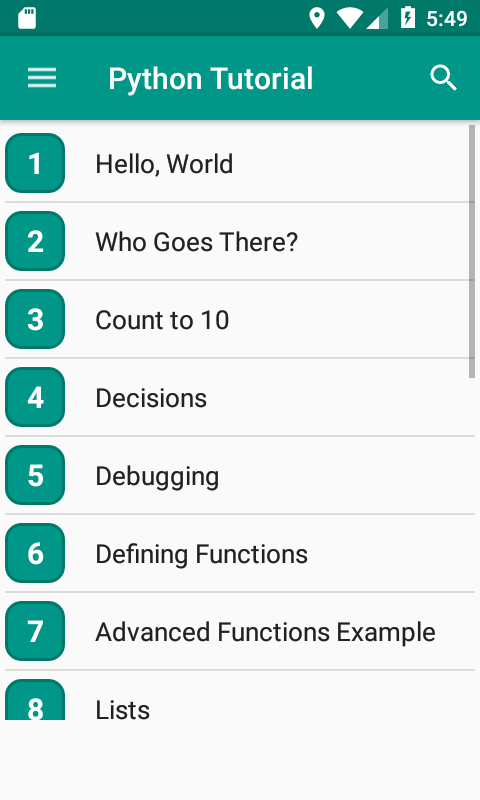 5:49
Python Tutorial
1 Hello, World
2 Who Goes There?
3 Count to 10
4 Decisions
5 Debugging
6 Defining Functions
7 Advanced Functions Example
8 Lists